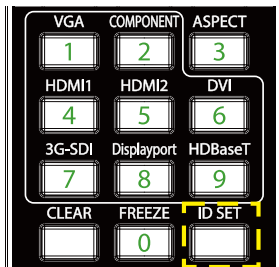 VGA COMPONENT ASPECT
1 2 3
HDMI1 HDMI2 DVI
4 5 6
3G-SDI Displayport HDBaseT
7 8 9
CLEAR FREEZE ID SET
0